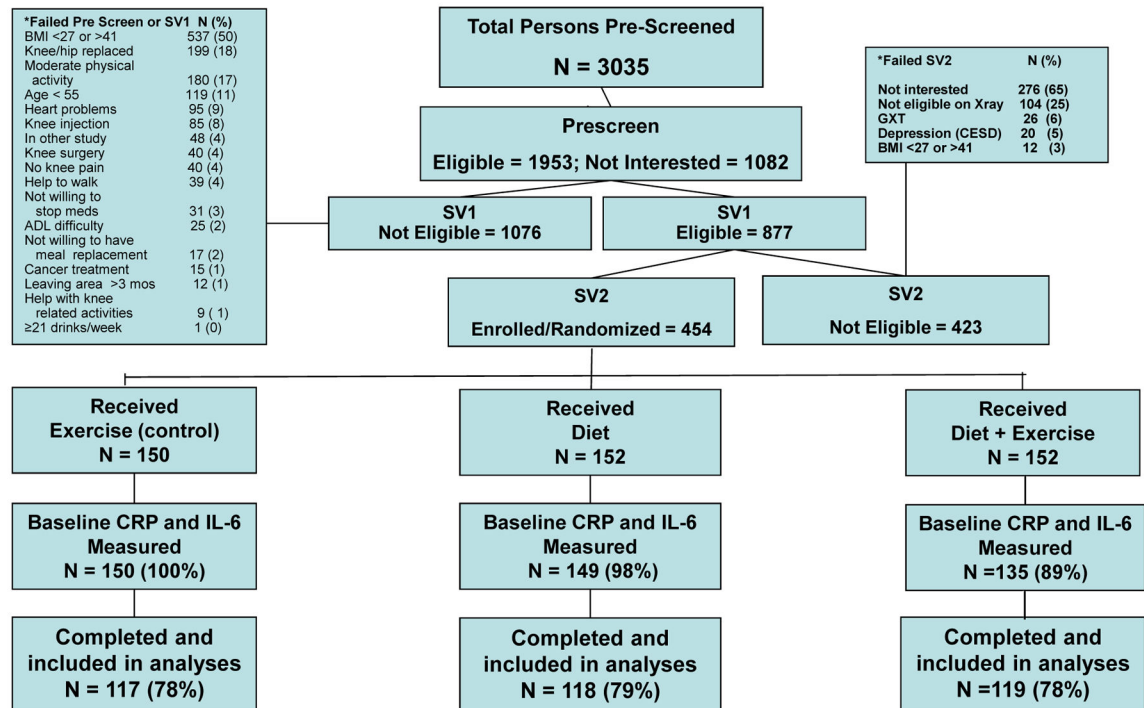 *Failed Pre Screen or SV1 N (%)
BMI <27 or >41 537 (50)
Knee/hip replaced 199 (18)
Moderate physical
activity 180 (17)
Age < 55 119 (11)
Heart problems 95 (9)
Knee injection 85 (8)
In other study 48 (4)
Knee surgery 40 (4)
No knee pain 40 (4)
Help to walk 39 (4)
Not willing to
stop meds 31 (3)
ADL difficulty 25 (2)
Not willing to have
meal replacement 17 (2)
Cancer treatment 15 (1)
Leaving area >3 mos 12 (1)
Help with knee
related activities 9 ( 1)
≥21 drinks/week 1 (0)
Total Persons Pre-Screened
N = 3035
*Failed SV2 N (%)
Not interested 276 (65)
Not eligible on Xray 104 (25)
GXT 26 (6)
Depression (CESD) 20 (5)
BMI <27 or >41 12 (3)
Prescreen
Eligible = 1953; Not Interested = 1082
SV1
Not Eligible = 1076
SV1
Eligible = 877
SV2
Enrolled/Randomized = 454
SV2
Not Eligible = 423
Received
Exercise (control)
N = 150
Received
Diet
N = 152
Received
Diet + Exercise
N = 152
Baseline CRP and IL-6
Measured
N = 150 (100%)
Baseline CRP and IL-6
Measured
N = 149 (98%)
Baseline CRP and IL-6
Measured
N =135 (89%)
Completed and
included in analyses
N = 117 (78%)
Completed and
included in analyses
N = 118 (79%)
Completed and
included in analyses
N =119 (78%)